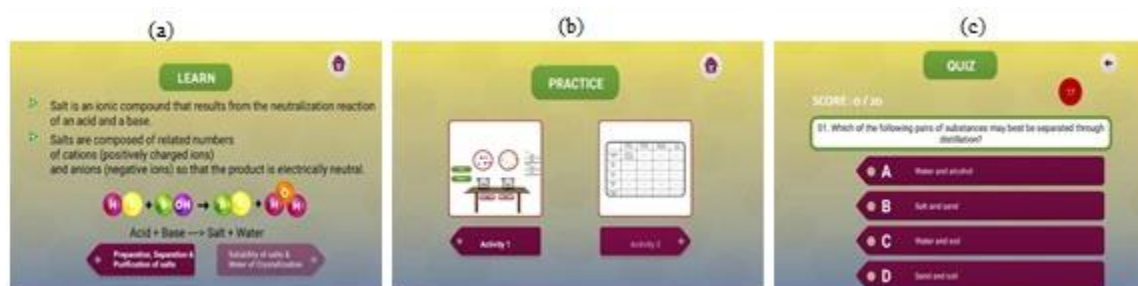 (a)
LEARN
Salt is an ionic compound that results from the neutralization reaction
of an acid and a base.
Salts are composed of related numbers
of cations (positively charged ions)
and anions (negative ions) so that the product is electrically neutral.
H + OH → + H O H
Acid + Base ---> Salt + Water
Preparation, Separation &
Purification of salts
Solubility of salts &
Water of Crystallization
(b)
PRACTICE
Activity 1
Activity 2
(c)
QUIZ
SCORE: 0 / 20
17
01. Which of the following pairs of substances may best be separated through
distillation?
A Water and alcohol
B Salt and sand
C Water and soil
D Sand and soil